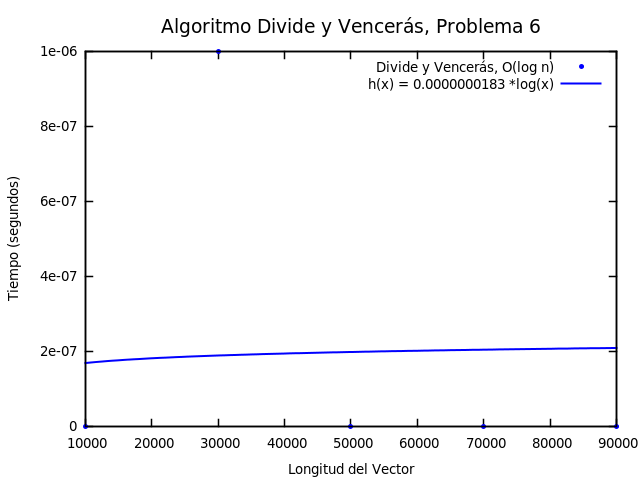 Algoritmo Divide y Vencerás, Problema 6
1e-06
Divide y Vencerás, O(log n)
h(x) = 0.0000000183 *log(x)
8e-07
6e-07
Tiempo (segundos)
4e-07
2e-07
0
10000 20000 30000 40000 50000 60000 70000 80000 90000
Longitud del Vector